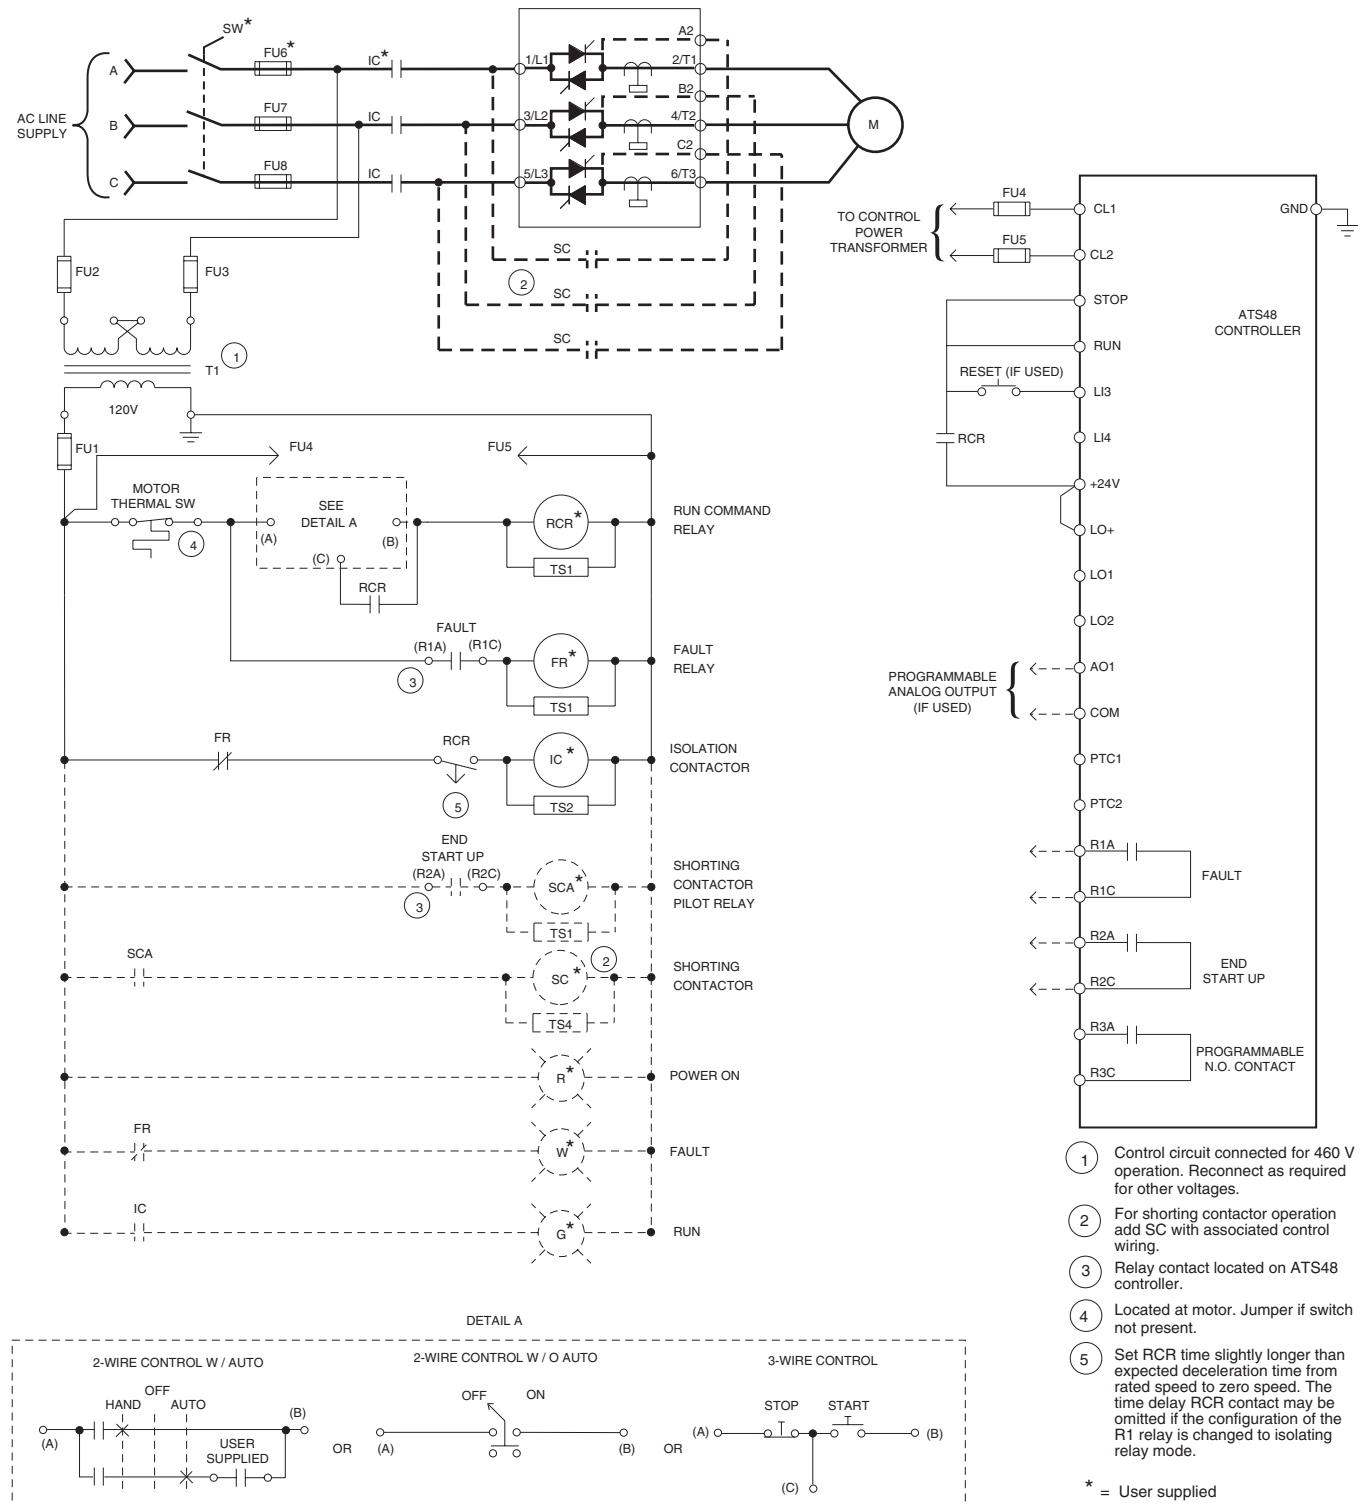 SW*
FU6*
IC*
A
1/L1
A2
2/T1
B2
AC LINE
SUPPLY
B
FU7
IC
3/L2
4/T2
M
C2
C
FU8
IC
5/L3
6/T3
SC
2
SC
SC
FU2
FU3
T1
1
120V
FU1
FU4
FU5
MOTOR
THERMAL SW
4
SEE
DETAIL A
(A)
(B)
(C)
RCR
RCR*
TS1
RUN COMMAND
RELAY
FAULT
(R1A)
(R1C)
3
FR*
TS1
FAULT
RELAY
FR
RCR
5
IC*
TS2
ISOLATION
CONTACTOR
END
START UP
(R2A)
(R2C)
3
SCA*
TS1
SHORTING
CONTACTOR
PILOT RELAY
SCA
SC*
2
TS4
SHORTING
CONTACTOR
R*
POWER ON
FR
W*
FAULT
IC
G*
RUN
TO CONTROL
POWER
TRANSFORMER
FU4
FU5
CL1
GND
CL2
STOP
ATS48
CONTROLLER
RUN
RESET (IF USED)
LI3
RCR
LI4
+24V
LO+
LO1
LO2
PROGRAMMABLE
ANALOG OUTPUT
(IF USED)
AO1
COM
PTC1
PTC2
R1A
FAULT
R1C
R2A
END
START UP
R2C
R3A
PROGRAMMABLE
N.O. CONTACT
R3C
1 Control circuit connected for 460 V
operation. Reconnect as required
for other voltages.
2 For shorting contactor operation
add SC with associated control
wiring.
3 Relay contact located on ATS48
controller.
4 Located at motor. Jumper if switch
not present.
5 Set RCR time slightly longer than
expected deceleration time from
rated speed to zero speed. The
time delay RCR contact may be
omitted if the configuration of the
R1 relay is changed to isolating
relay mode.
* = User supplied
DETAIL A
2-WIRE CONTROL W / AUTO
OFF
HAND
AUTO
(A)
(B)
USER
SUPPLIED
OR
2-WIRE CONTROL W / O AUTO
OFF
ON
(A)
(B)
OR
3-WIRE CONTROL
STOP
START
(A)
(B)
(C)